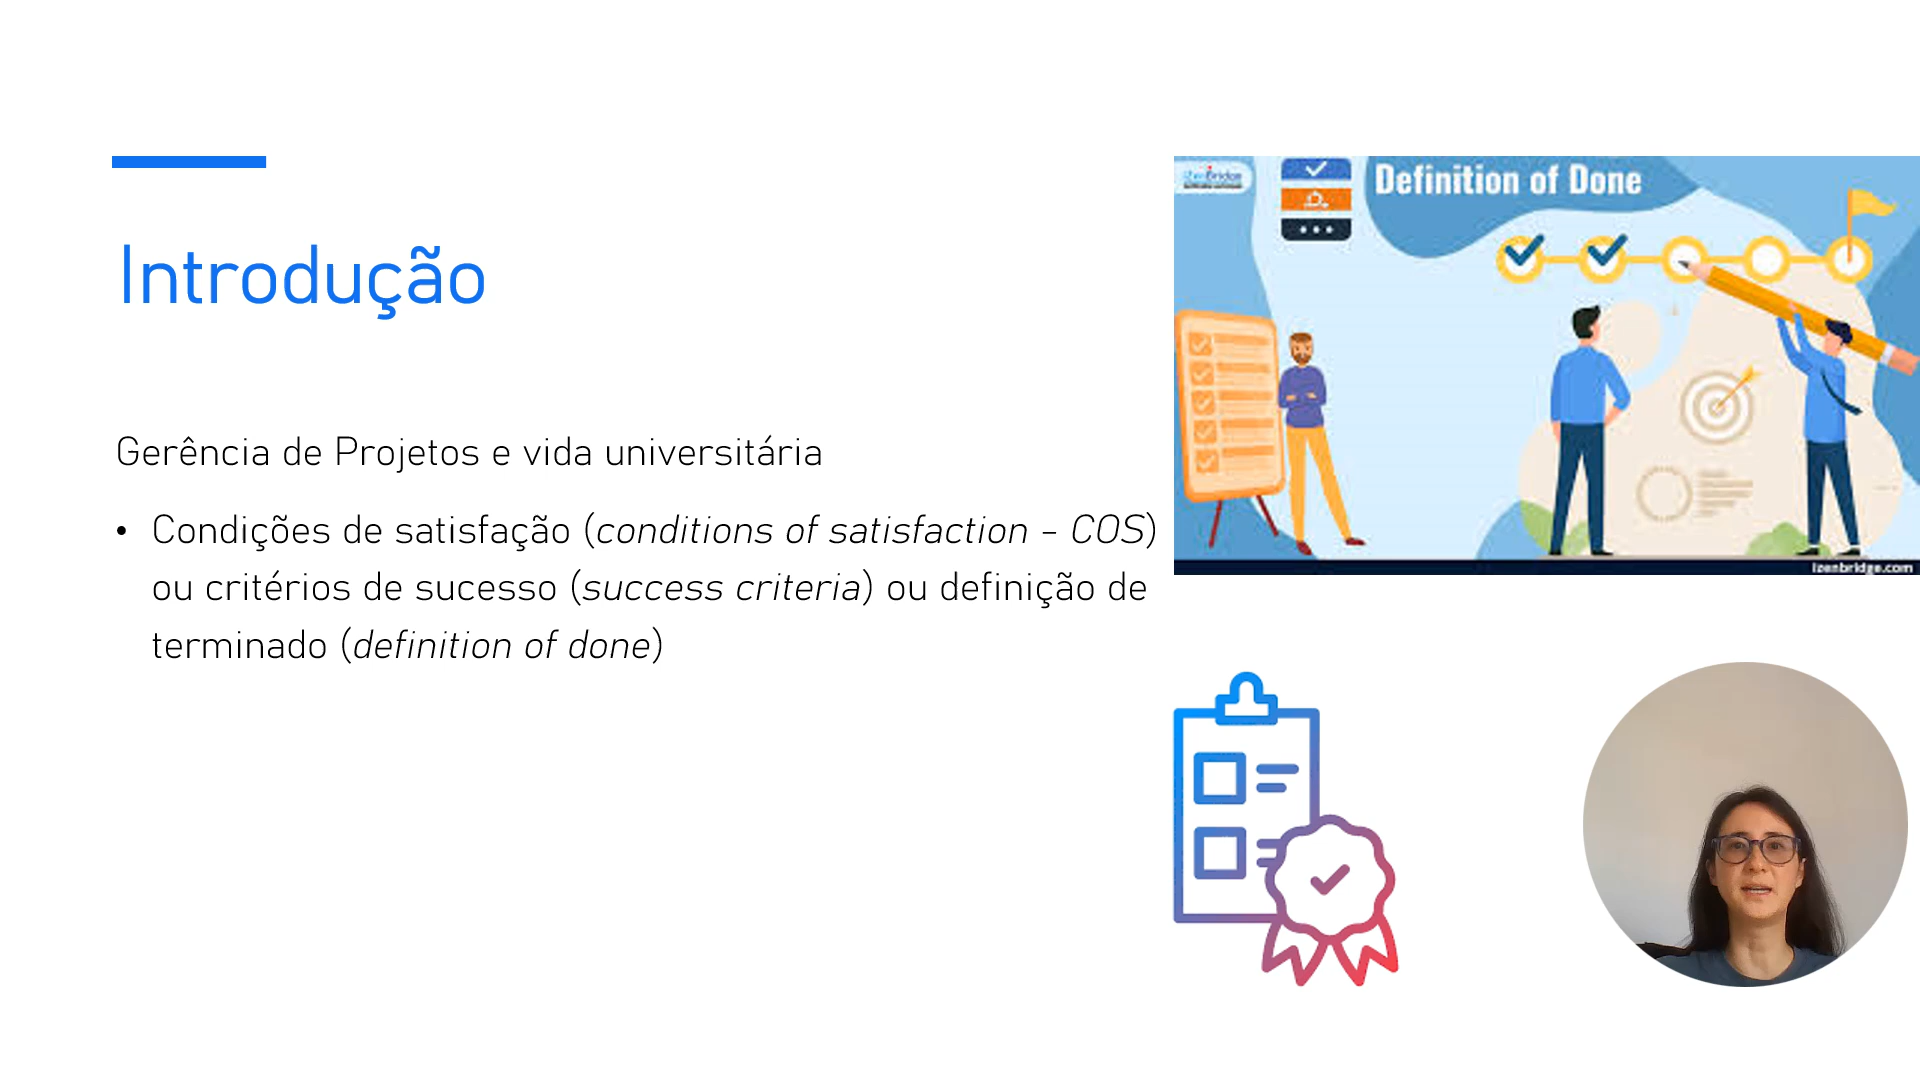 Introdução
Gerência de Projetos e vida universitária
• Condições de satisfação (conditions of satisfaction – COS)
ou critérios de sucesso (success criteria) ou definição de
terminado (definition of done)
Definition of Done
izenbridge.com